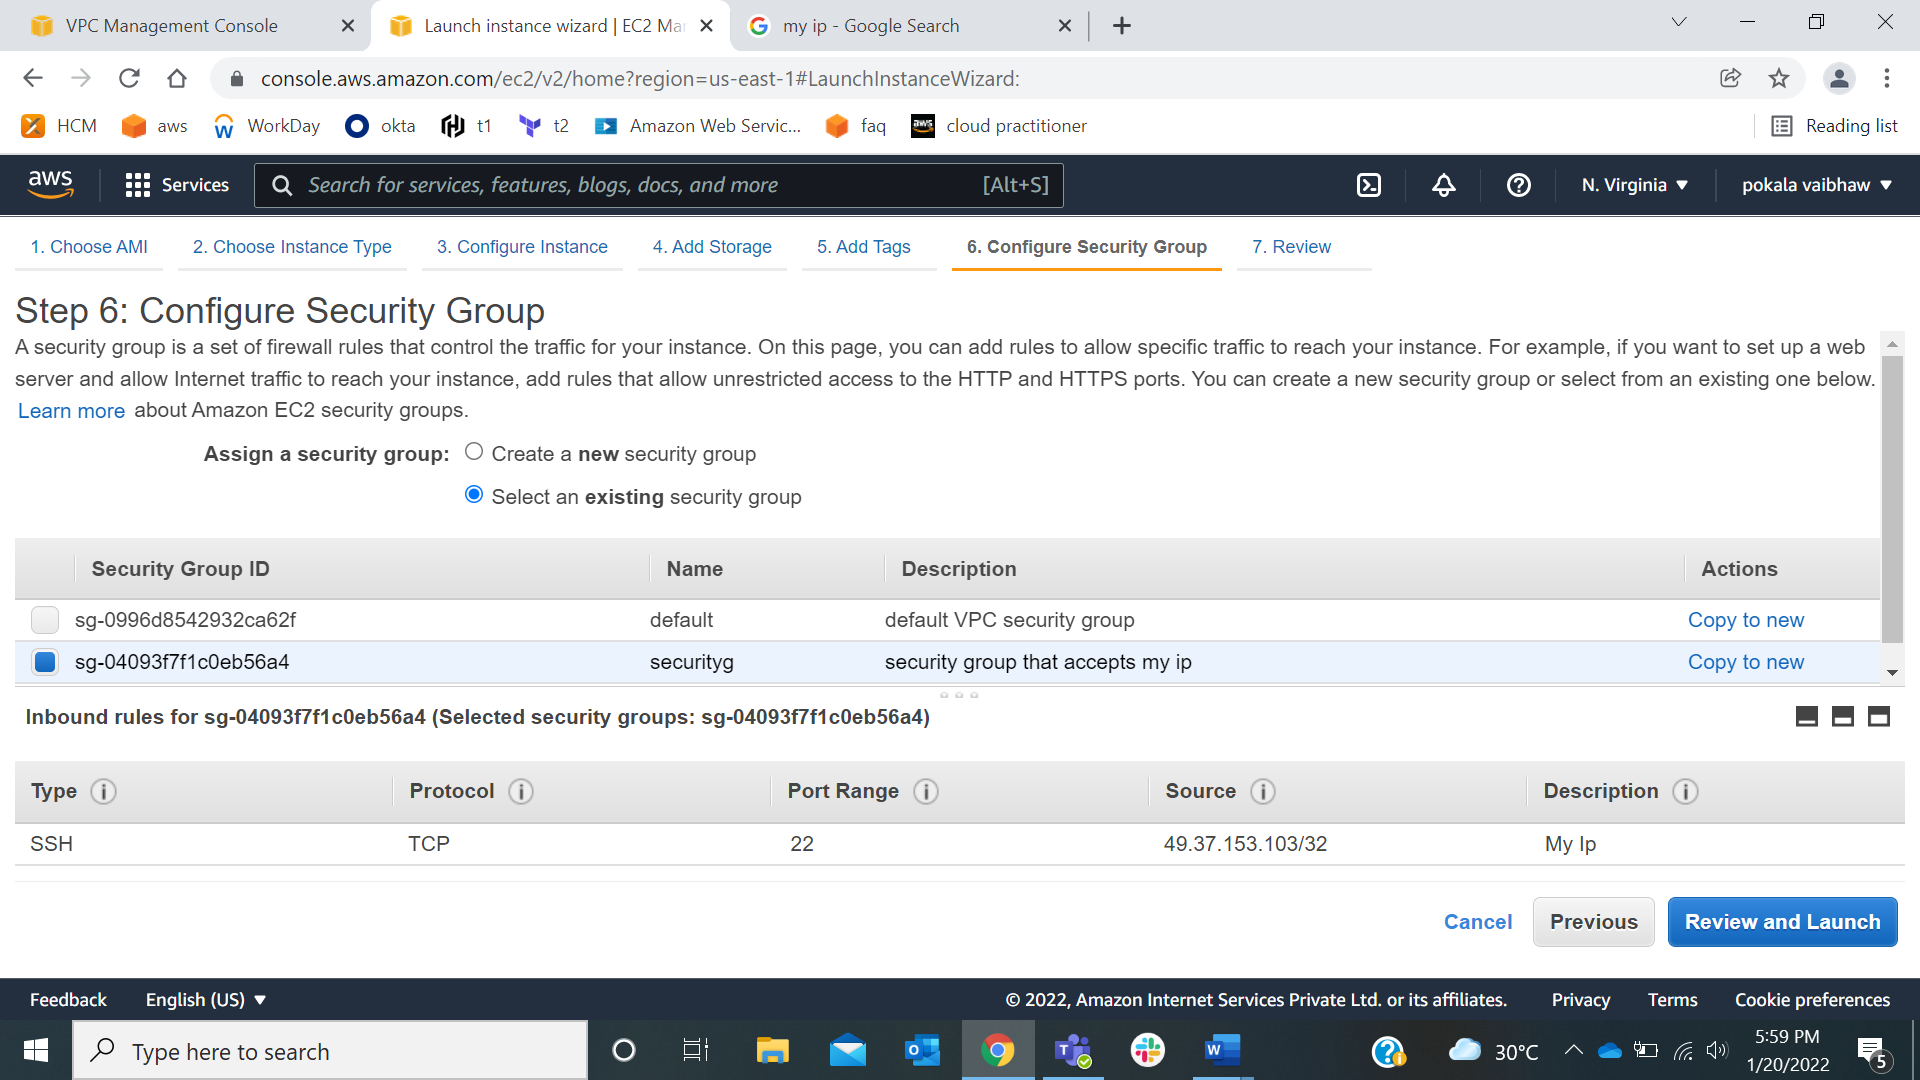 VPC Management Console
Launch instance wizard | EC2 Mar
my ip - Google Search
console.aws.amazon.com/ec2/v2/home?region=us-east-1#LaunchInstanceWizard:
HCM
aws
WorkDay
okta
t1
t2
Amazon Web Servic...
faq
aws
cloud practitioner
Reading list
aws
Services
Search for services, features, blogs, docs, and more
[Alt+S]
N. Virginia
pokala vaibhaw
1. Choose AMI
2. Choose Instance Type
3. Configure Instance
4. Add Storage
5. Add Tags
6. Configure Security Group
7. Review
Step 6: Configure Security Group
A security group is a set of firewall rules that control the traffic for your instance. On this page, you can add rules to allow specific traffic to reach your instance. For example, if you want to set up a web
server and allow Internet traffic to reach your instance, add rules that allow unrestricted access to the HTTP and HTTPS ports. You can create a new security group or select from an existing one below.
Learn more about Amazon EC2 security groups.
Assign a security group:
Create a new security group
Select an existing security group
Security Group ID
Name
Description
Actions
sg-0996d8542932ca62f
default
default VPC security group
Copy to new
sg-04093f7f1c0eb56a4
securityg
security group that accepts my ip
Copy to new
Inbound rules for sg-04093f7f1c0eb56a4 (Selected security groups: sg-04093f7f1c0eb56a4)
Type
Protocol
Port Range
Source
Description
SSH
TCP
22
49.37.153.103/32
My Ip
Cancel
Previous
Review and Launch
Feedback
English (US)
© 2022, Amazon Internet Services Private Ltd. or its affiliates.
Privacy
Terms
Cookie preferences
Type here to search
30°C
5:59 PM
1/20/2022
5